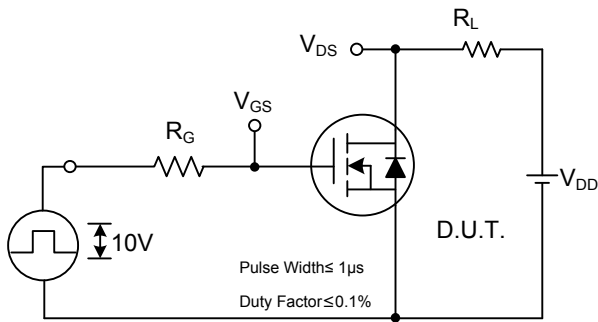 R_L
V_DS
V_GS
R_G
V_DD
D.U.T.
10V
Pulse Width≤ 1μs
Duty Factor≤0.1%